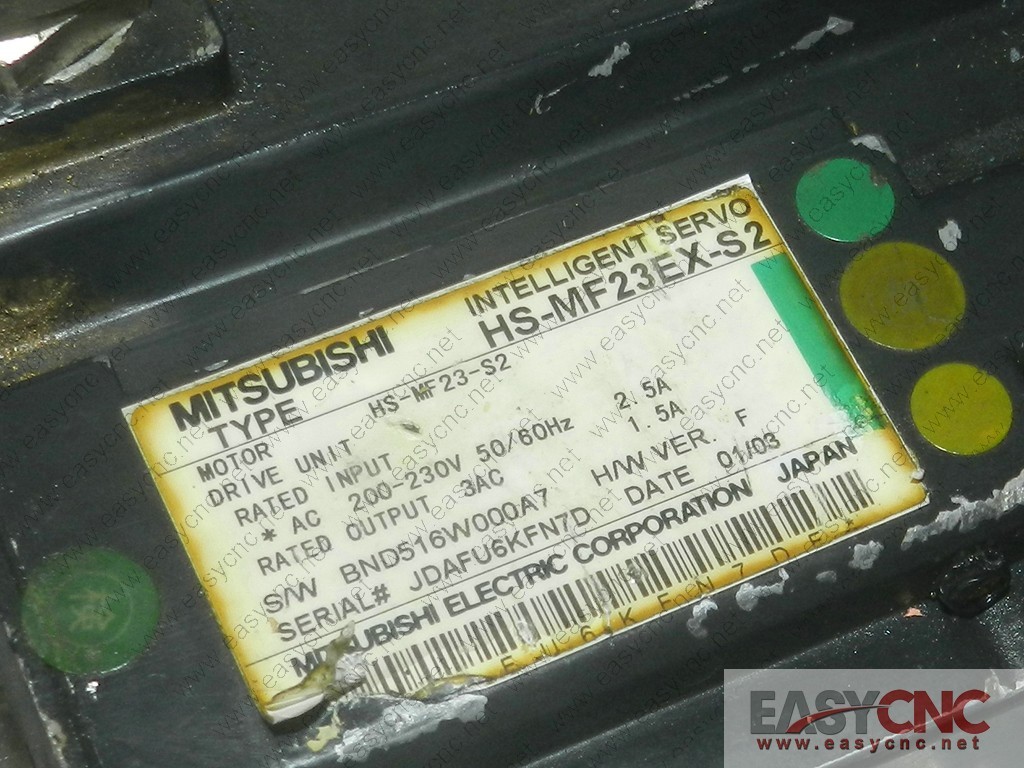 MITSUBISHI INTELLIGENT SERVO
TYPE HS-MF23EX-S2
MOTOR HS-MF23-S2
DRIVE UNIT
RATED INPUT 2.5A
* AC 200-230V 50/60Hz 1.5A
RATED OUTPUT 3AC
S/W BND516W000A7 H/W VER. F
SERIAL# JDAFU6KFN7D DATE 01/03
MITSUBISHI ELECTRIC CORPORATION JAPAN
F U 6 K F N 7 D F
EASYCNC
www.easycnc.net